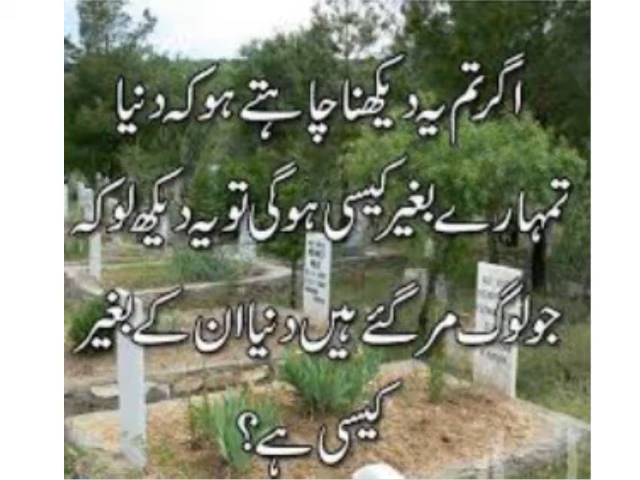 اگر تم یہ دیکھنا چاہتے ہو کہ دنیا
تمہارے بغیر کیسی ہوگی تو یہ دیکھ لو کہ
جو لوگ مر گئے ہیں دنیا ان کے بغیر
کیسی ہے؟